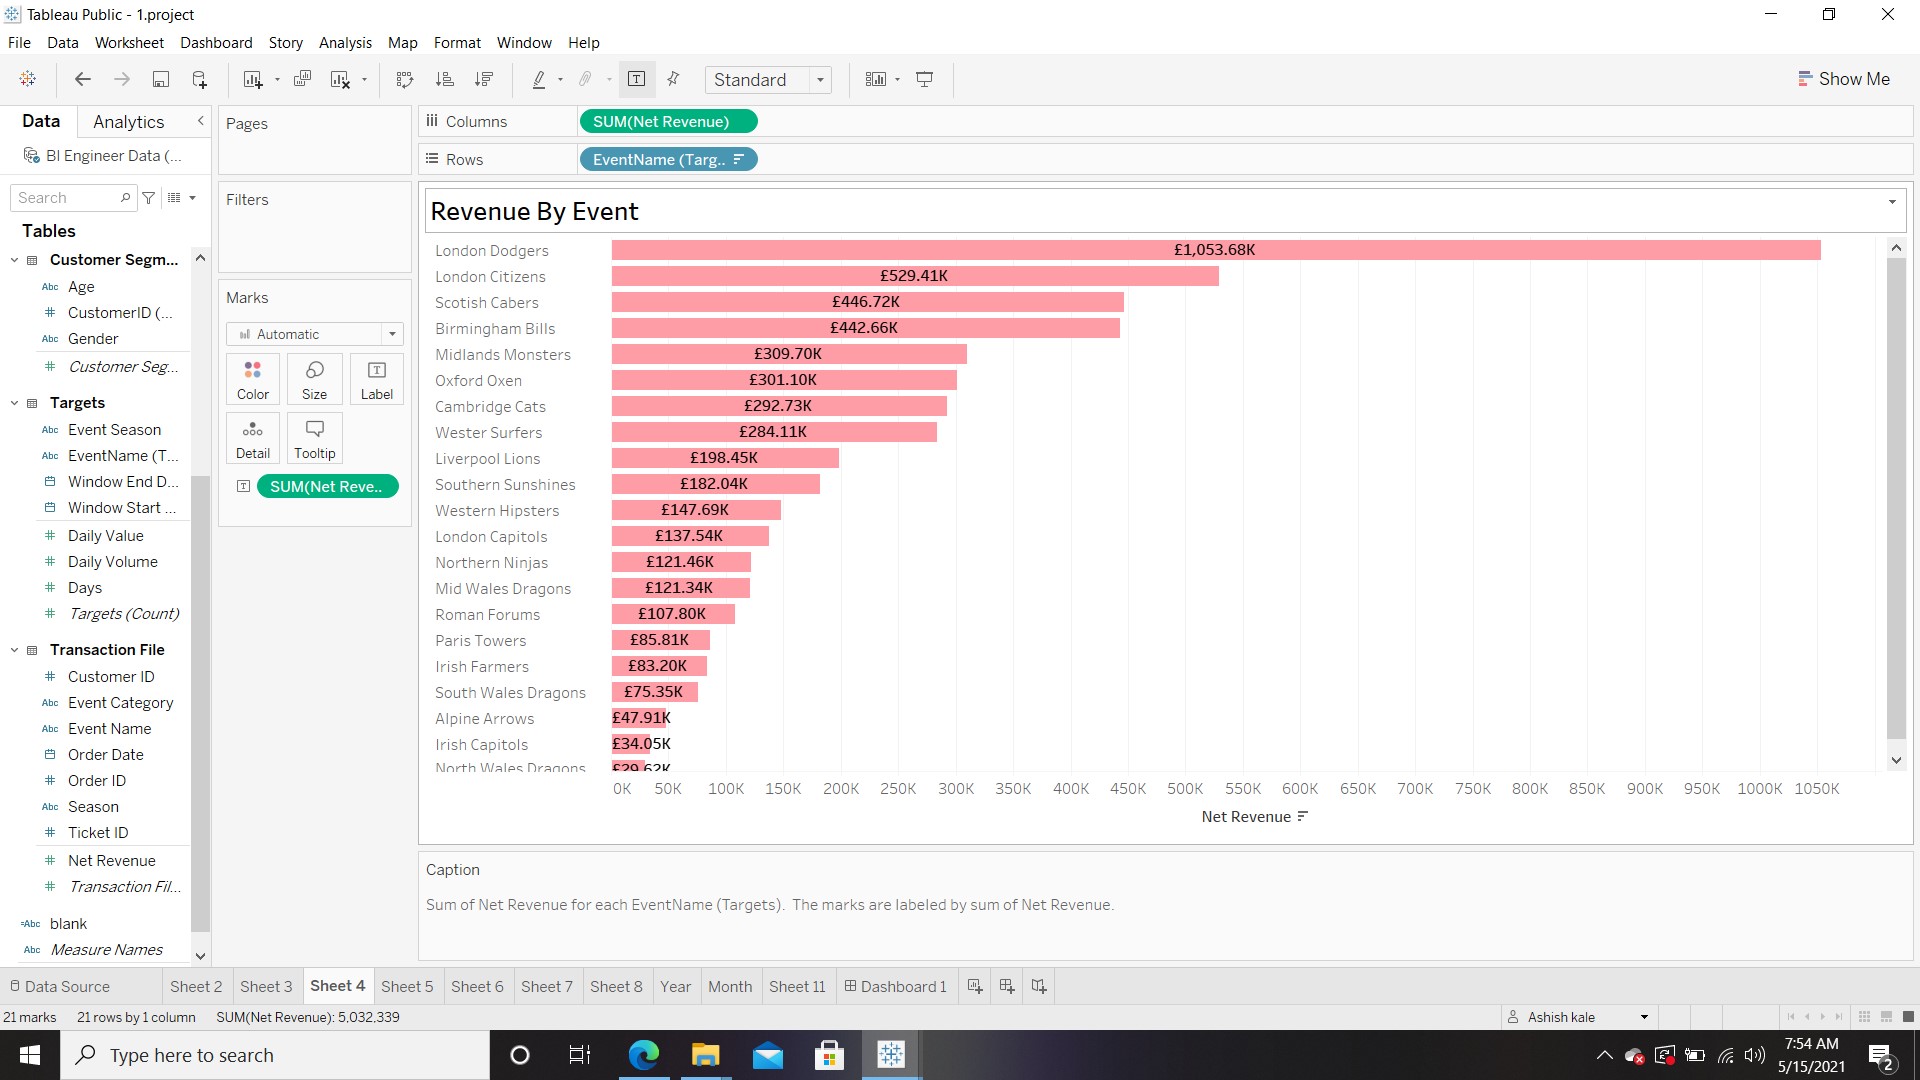 Tableau Public - 1.project
File Data Worksheet Dashboard Story Analysis Map Format Window Help
Standard
Show Me
Data Analytics
BI Engineer Data (...
Search
Tables
Customer Segm...
Abc Age
# CustomerID (...
Abc Gender
# Customer Seg...
Targets
Abc Event Season
Abc EventName (T...
Window End D...
Window Start ...
# Daily Value
# Daily Volume
# Days
# Targets (Count)
Transaction File
# Customer ID
Abc Event Category
Abc Event Name
Order Date
# Order ID
Abc Season
# Ticket ID
# Net Revenue
# Transaction Fil...
=Abc blank
Abc Measure Names
Pages
Filters
Marks
Automatic
Color Size Label
Detail Tooltip
SUM(Net Reve..
Columns SUM(Net Revenue)
Rows EventName (Targ..
Revenue By Event
London Dodgers £1,053.68K
London Citizens £529.41K
Scotish Cabers £446.72K
Birmingham Bills £442.66K
Midlands Monsters £309.70K
Oxford Oxen £301.10K
Cambridge Cats £292.73K
Wester Surfers £284.11K
Liverpool Lions £198.45K
Southern Sunshines £182.04K
Western Hipsters £147.69K
London Capitols £137.54K
Northern Ninjas £121.46K
Mid Wales Dragons £121.34K
Roman Forums £107.80K
Paris Towers £85.81K
Irish Farmers £83.20K
South Wales Dragons £75.35K
Alpine Arrows £47.91K
Irish Capitols £34.05K
North Wales Dragons £29.62K
0K 50K 100K 150K 200K 250K 300K 350K 400K 450K 500K 550K 600K 650K 700K 750K 800K 850K 900K 950K 1000K 1050K
Net Revenue
Caption
Sum of Net Revenue for each EventName (Targets). The marks are labeled by sum of Net Revenue.
Data Source Sheet 2 Sheet 3 Sheet 4 Sheet 5 Sheet 6 Sheet 7 Sheet 8 Year Month Sheet 11 Dashboard 1
21 marks 21 rows by 1 column SUM(Net Revenue): 5,032,339
Ashish kale
Type here to search
7:54 AM
5/15/2021
2